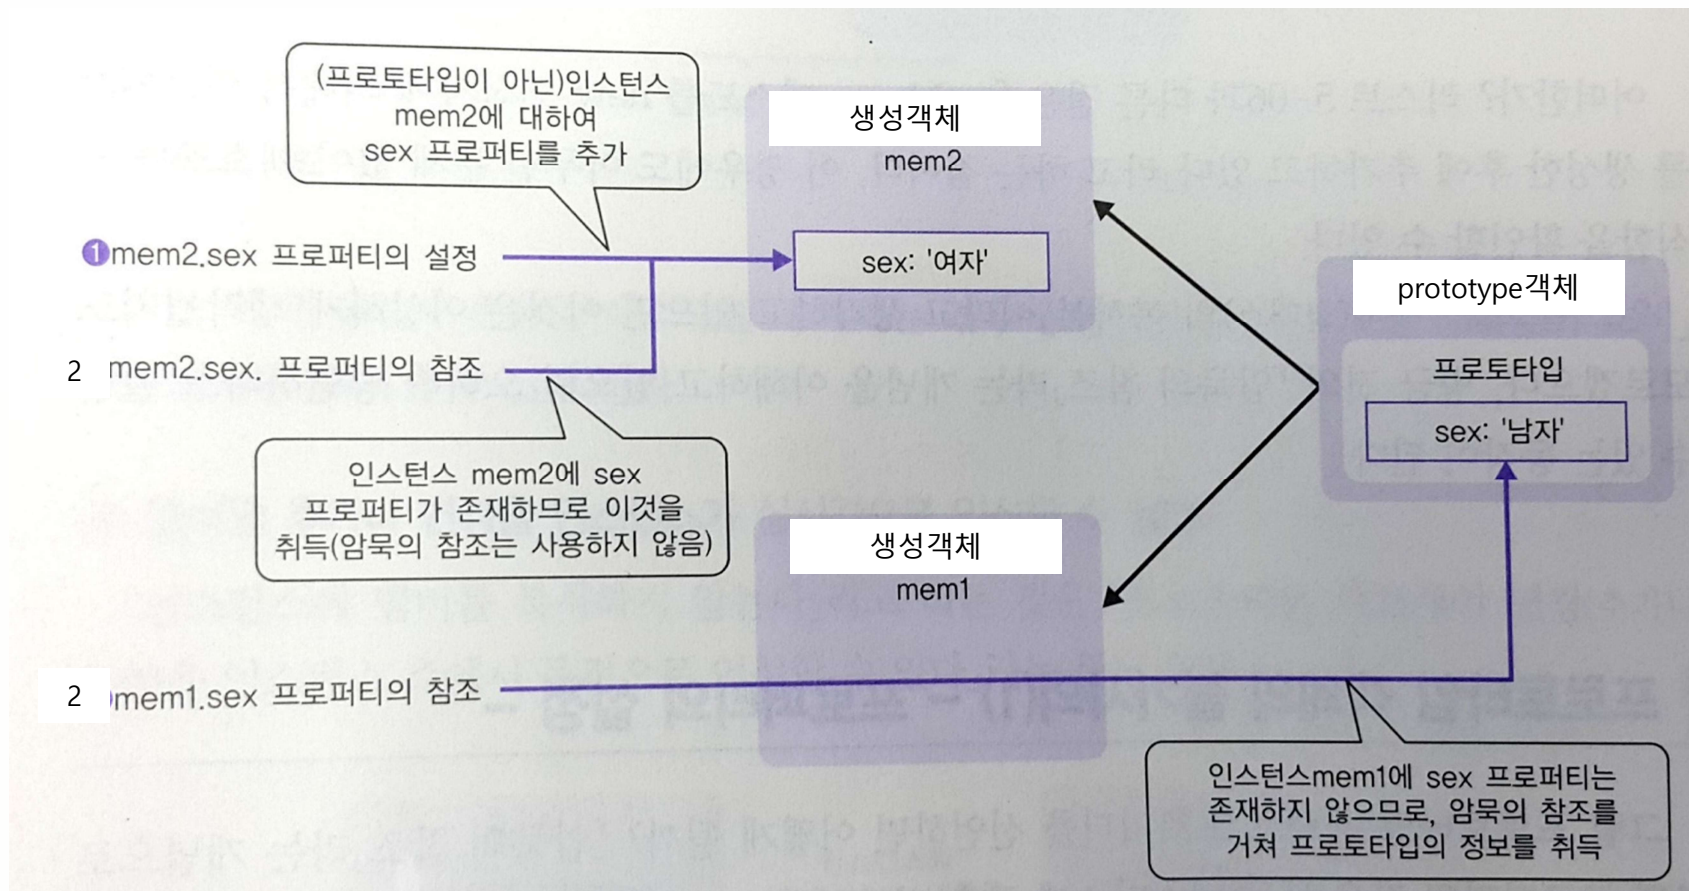 (프로토타입이 아닌)인스턴스
mem2에 대하여
sex 프로퍼티를 추가
생성객체
mem2
❶mem2.sex 프로퍼티의 설정
sex: '여자'
prototype객체
2 mem2.sex. 프로퍼티의 참조
프로토타입
sex: '남자'
인스턴스 mem2에 sex
프로퍼티가 존재하므로 이것을
취득(암묵의 참조는 사용하지 않음)
생성객체
mem1
2 mem1.sex 프로퍼티의 참조
인스턴스mem1에 sex 프로퍼티는
존재하지 않으므로, 암묵의 참조를
거쳐 프로토타입의 정보를 취득